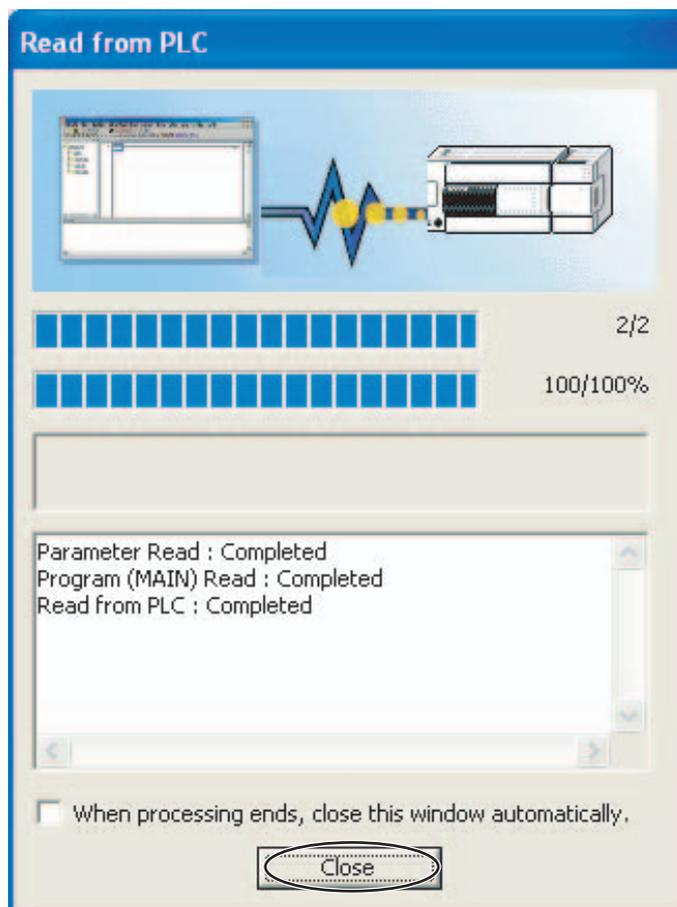 Read from PLC
2/2
100/100%
Parameter Read : Completed
Program (MAIN) Read : Completed
Read from PLC : Completed
When processing ends, close this window automatically.
Close